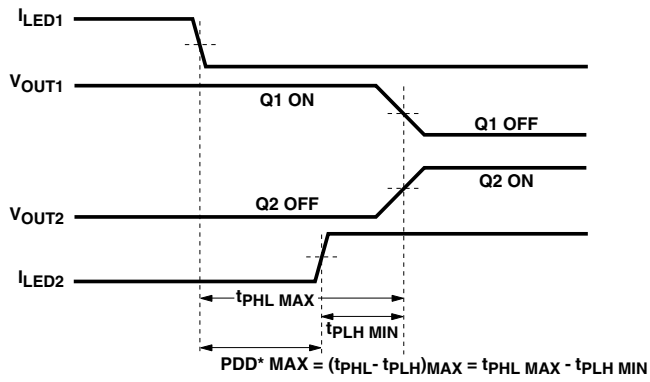 ILED1
VOUT1
Q1 ON
Q1 OFF
Q2 ON
Q2 OFF
VOUT2
ILED2
tPHL MAX
tPLH MIN
PDD* MAX = (tPHL- tPLH)MAX = tPHL MAX - tPLH MIN